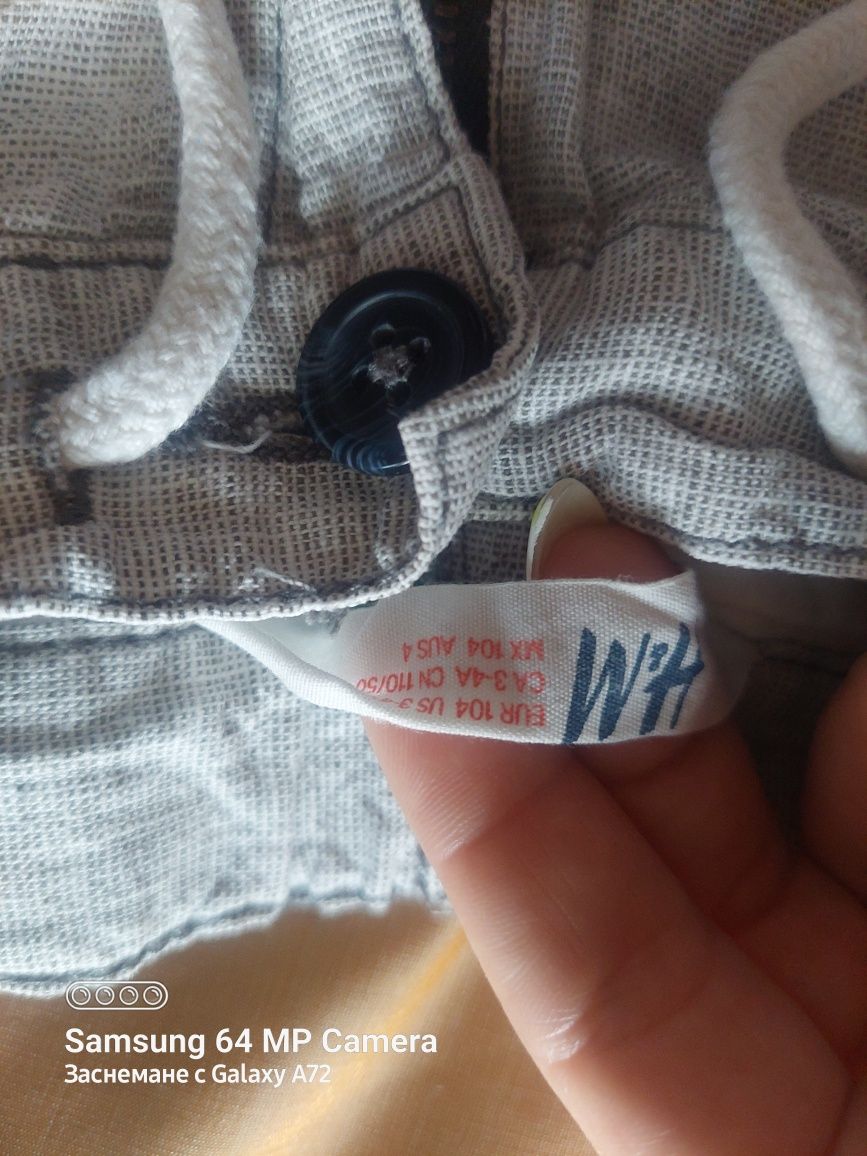 H&M
EUR 104 US 3-
CA 3-4A CN 110/50
MX 104 AUS 4
Samsung 64 MP Camera
Заснемане с Galaxy A72